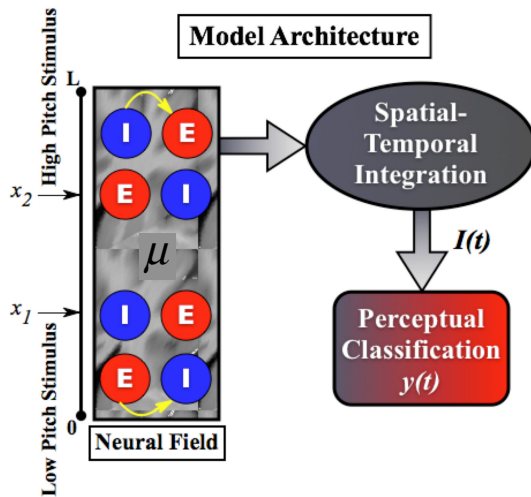 Model Architecture
High Pitch Stimulus
L
I
E
x₂
E
I
μ
x₁
I
E
E
I
0
Low Pitch Stimulus
Neural Field
Spatial-
Temporal
Integration
I(t)
Perceptual
Classification
y(t)